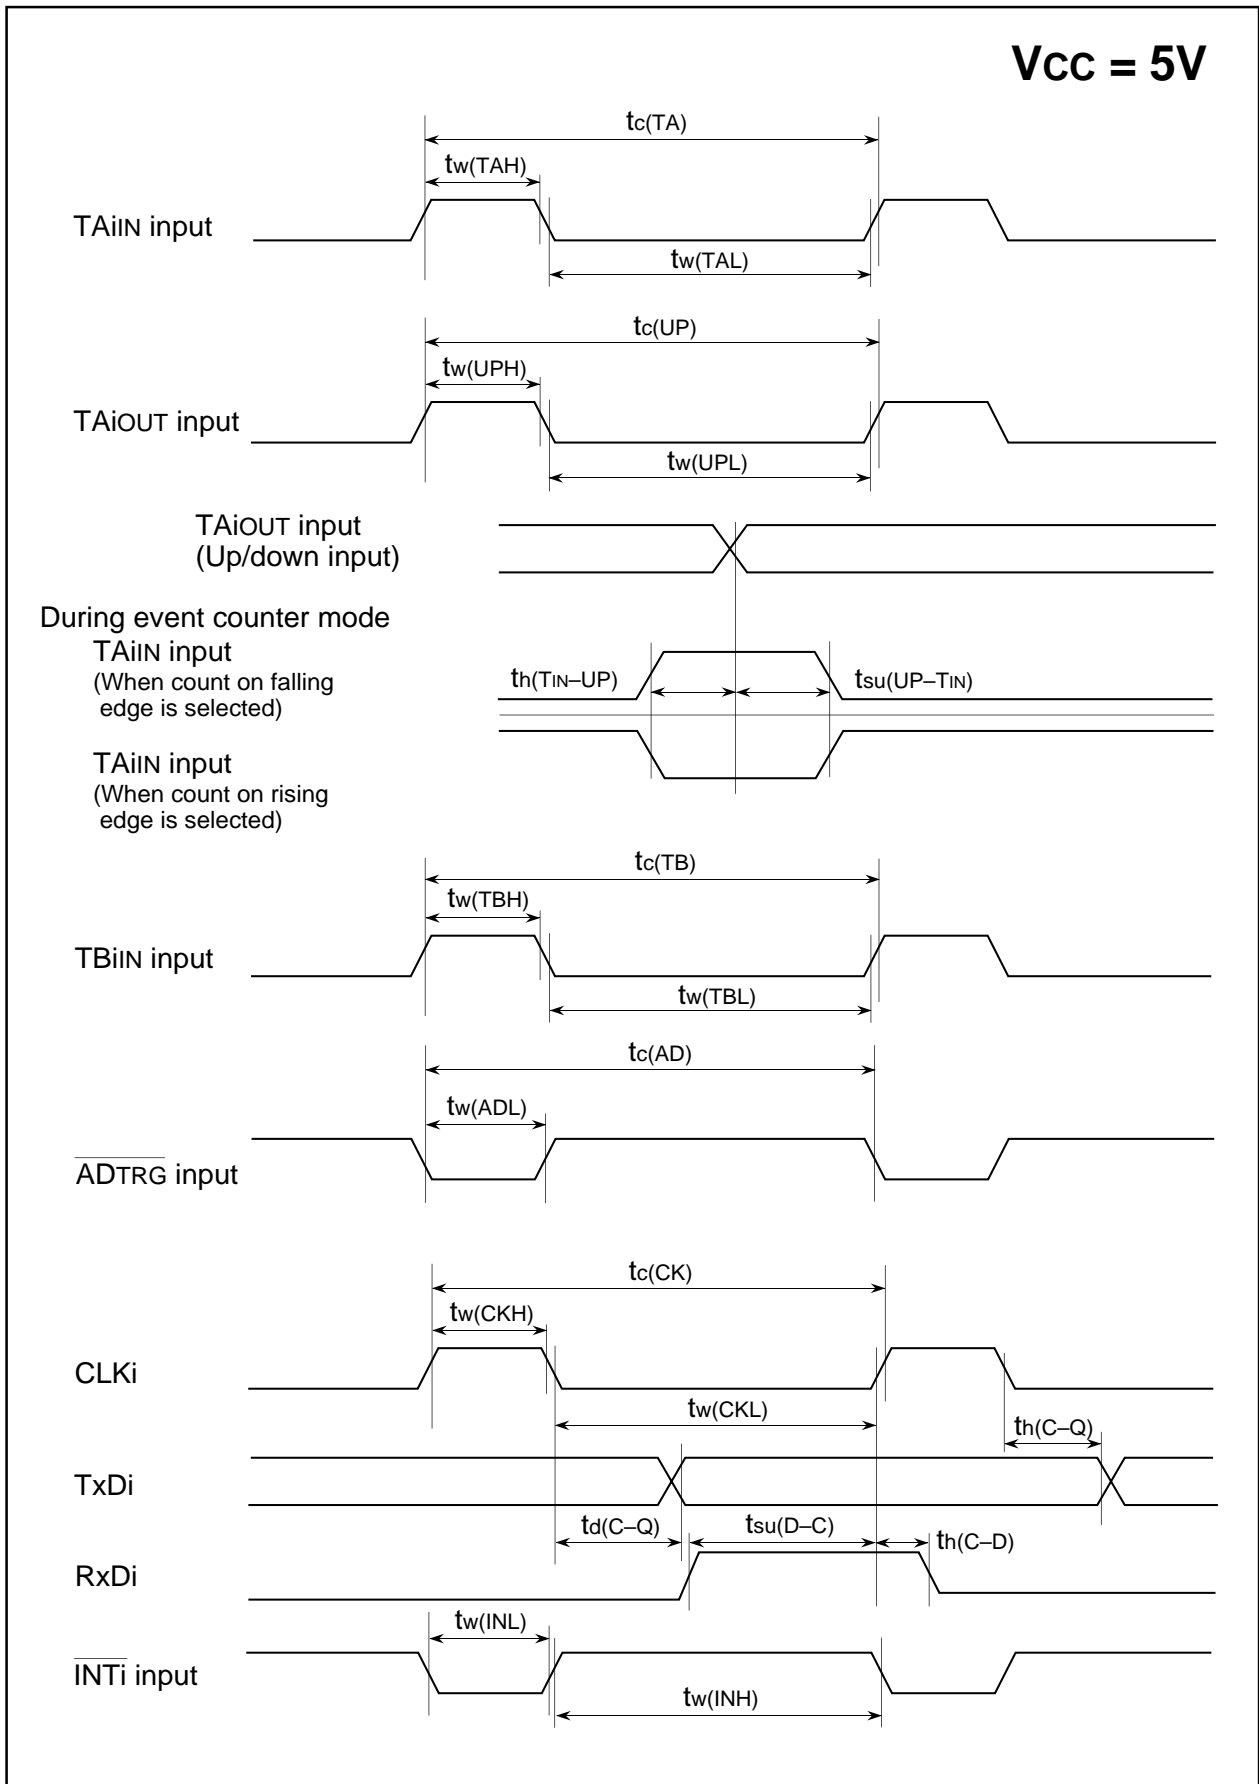 VCC = 5V
tc(TA)
tw(TAH)
TAiIN input
tw(TAL)
tc(UP)
tw(UPH)
TAiOUT input
tw(UPL)
TAiOUT input
(Up/down input)
During event counter mode
TAiIN input
(When count on falling
edge is selected)
th(TIN–UP)
tsu(UP–TIN)
TAiIN input
(When count on rising
edge is selected)
tc(TB)
tw(TBH)
TBiIN input
tw(TBL)
tc(AD)
tw(ADL)
ADTRG input
tc(CK)
tw(CKH)
CLKi
tw(CKL)
th(C–Q)
TxDi
td(C–Q)
tsu(D–C)
th(C–D)
RxDi
tw(INL)
INTi input
tw(INH)